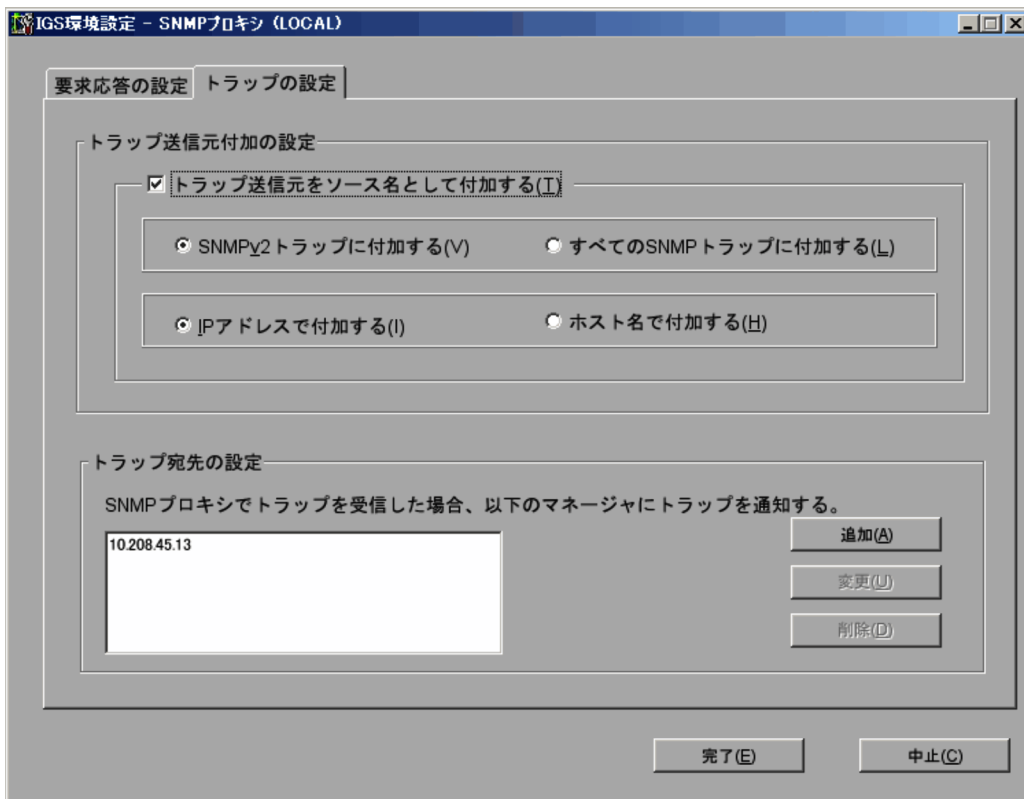 IGS環境設定 - SNMPプロキシ (LOCAL)
要求応答の設定 トラップの設定
トラップ送信元付加の設定
トラップ送信元をソース名として付加する(T)
SNMPv2トラップに付加する(V) すべてのSNMPトラップに付加する(L)
IPアドレスで付加する(I) ホスト名で付加する(H)
トラップ宛先の設定
SNMPプロキシでトラップを受信した場合、以下のマネージャにトラップを通知する。
10.208.45.13
追加(A)
変更(U)
削除(D)
完了(E) 中止(C)